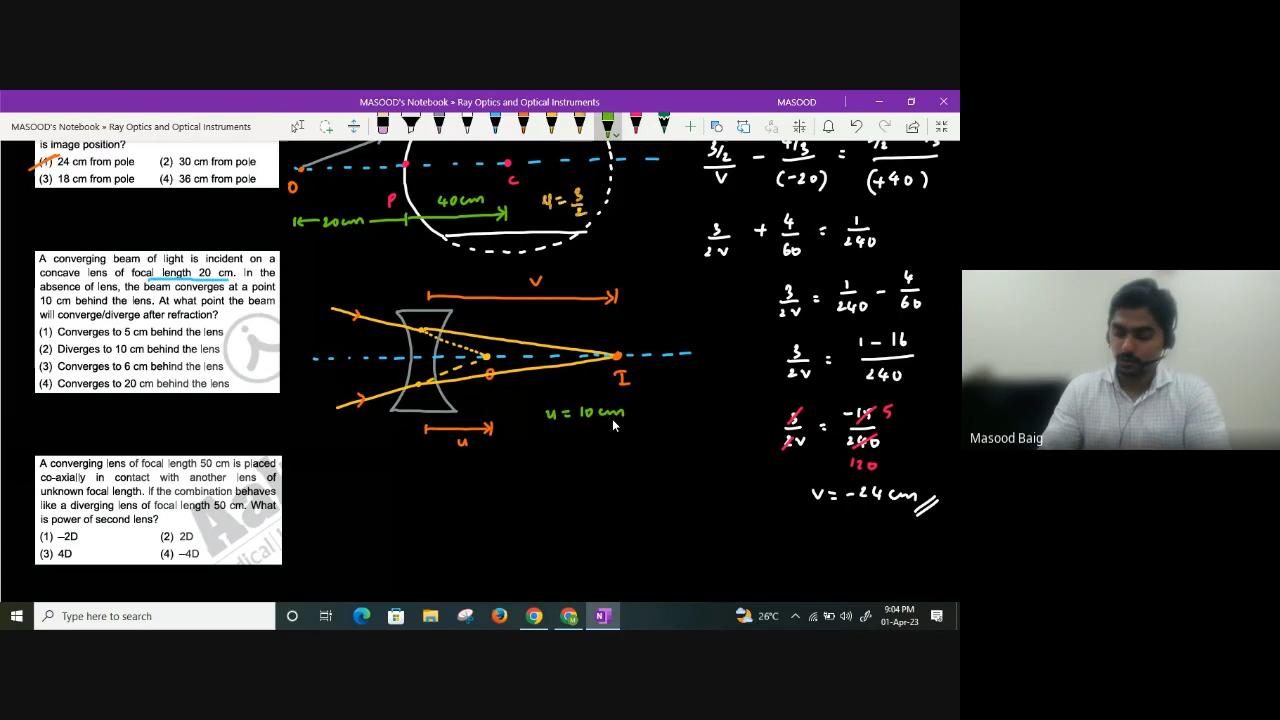 MASOOD's Notebook » Ray Optics and Optical Instruments
MASOOD
MASOOD's Notebook » Ray Optics and Optical Instruments
is image position?
(1) 24 cm from pole (2) 30 cm from pole
(3) 18 cm from pole (4) 36 cm from pole
O
P
C
20cm
40cm
μ = 3/2
A converging beam of light is incident on a
concave lens of focal length 20 cm. In the
absence of lens, the beam converges at a point
10 cm behind the lens. At what point the beam
will converge/diverge after refraction?
(1) Converges to 5 cm behind the lens
(2) Diverges to 10 cm behind the lens
(3) Converges to 6 cm behind the lens
(4) Converges to 20 cm behind the lens
V
O
I
u
u = 10cm
A converging lens of focal length 50 cm is placed
co-axially in contact with another lens of
unknown focal length. If the combination behaves
like a diverging lens of focal length 50 cm. What
is power of second lens?
(1) –2D (2) 2D
(3) 4D (4) –4D
3/2 / V - 4/3 / (-20) = / (+40)
3/2V + 4/60 = 1/240
3/2V = 1/240 - 4/60
3/2V = 1-16/240
3/2V = -15/240 5
120
V = -24 cm
Masood Baig
Type here to search
26°C
9:04 PM
01-Apr-23